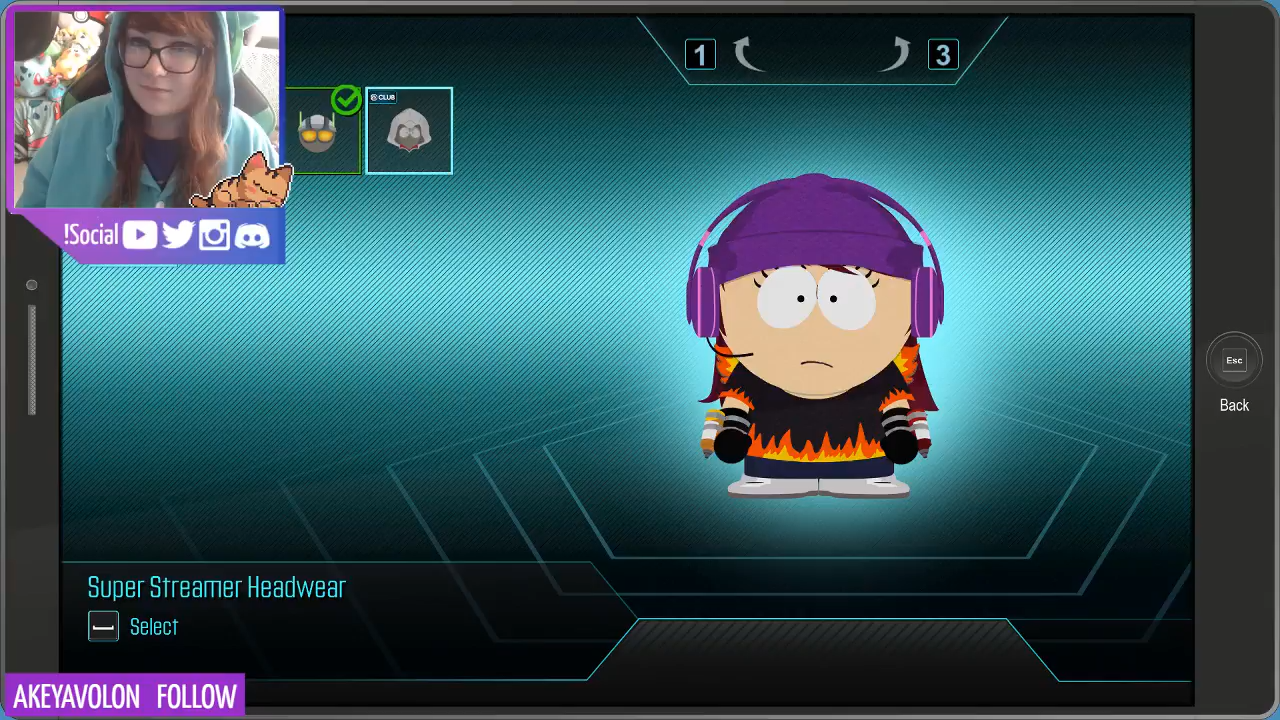 1
3
CLUB
!Social
Esc
Back
Super Streamer Headwear
Select
AKEYAVOLON FOLLOW